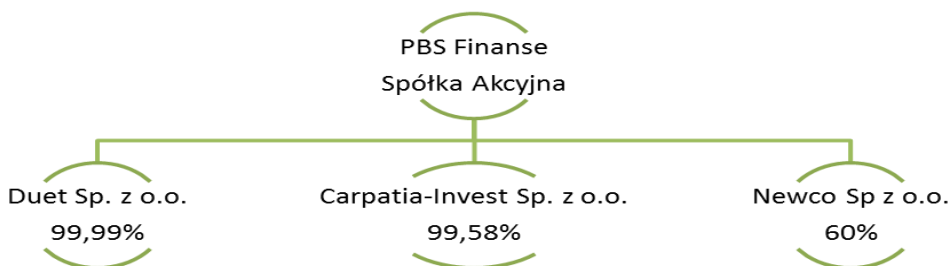 PBS Finanse
Spółka Akcyjna
Duet Sp. z o.o.
99,99%
Carpatia-Invest Sp. z o.o.
99,58%
Newco Sp z o.o.
60%